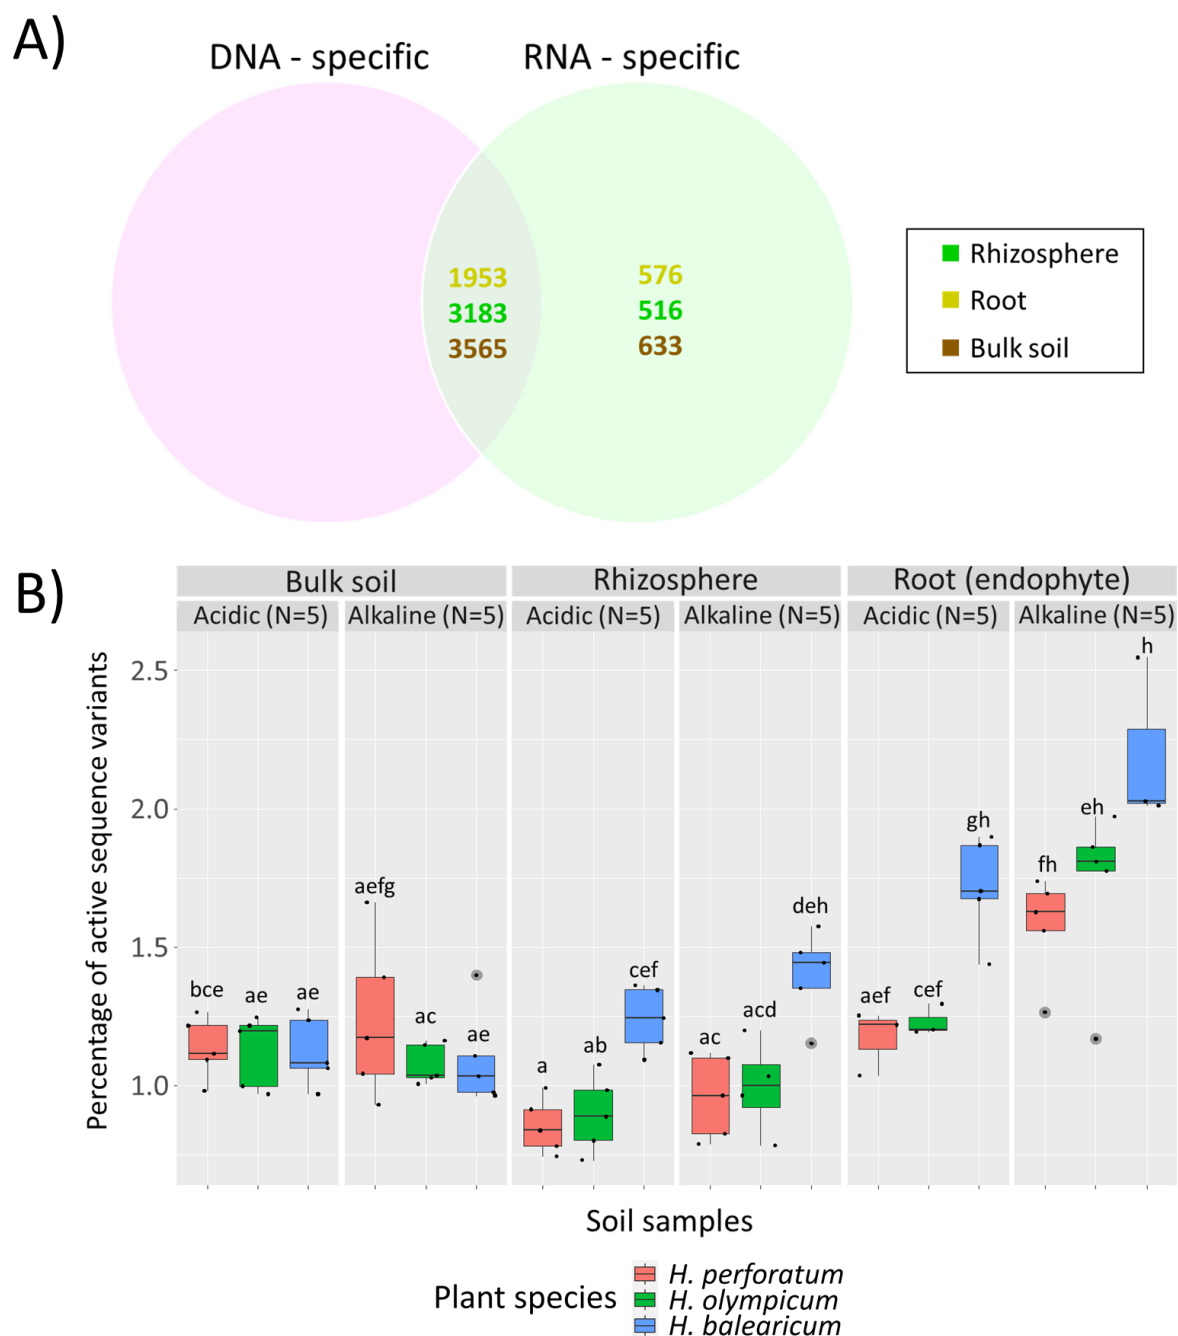 A)
DNA - specific
RNA - specific
1953
3183
3565
576
516
633
Rhizosphere
Root
Bulk soil
B)
Bulk soil
Rhizosphere
Root (endophyte)
Acidic (N=5)
Alkaline (N=5)
Acidic (N=5)
Alkaline (N=5)
Acidic (N=5)
Alkaline (N=5)
Percentage of active sequence variants
2.5
2.0
1.5
1.0
bce
ae
ae
aefg
ac
ae
a
ab
cef
ac
acd
deh
aef
cef
gh
fh
eh
h
Soil samples
Plant species
H. perforatum
H. olympicum
H. balearicum